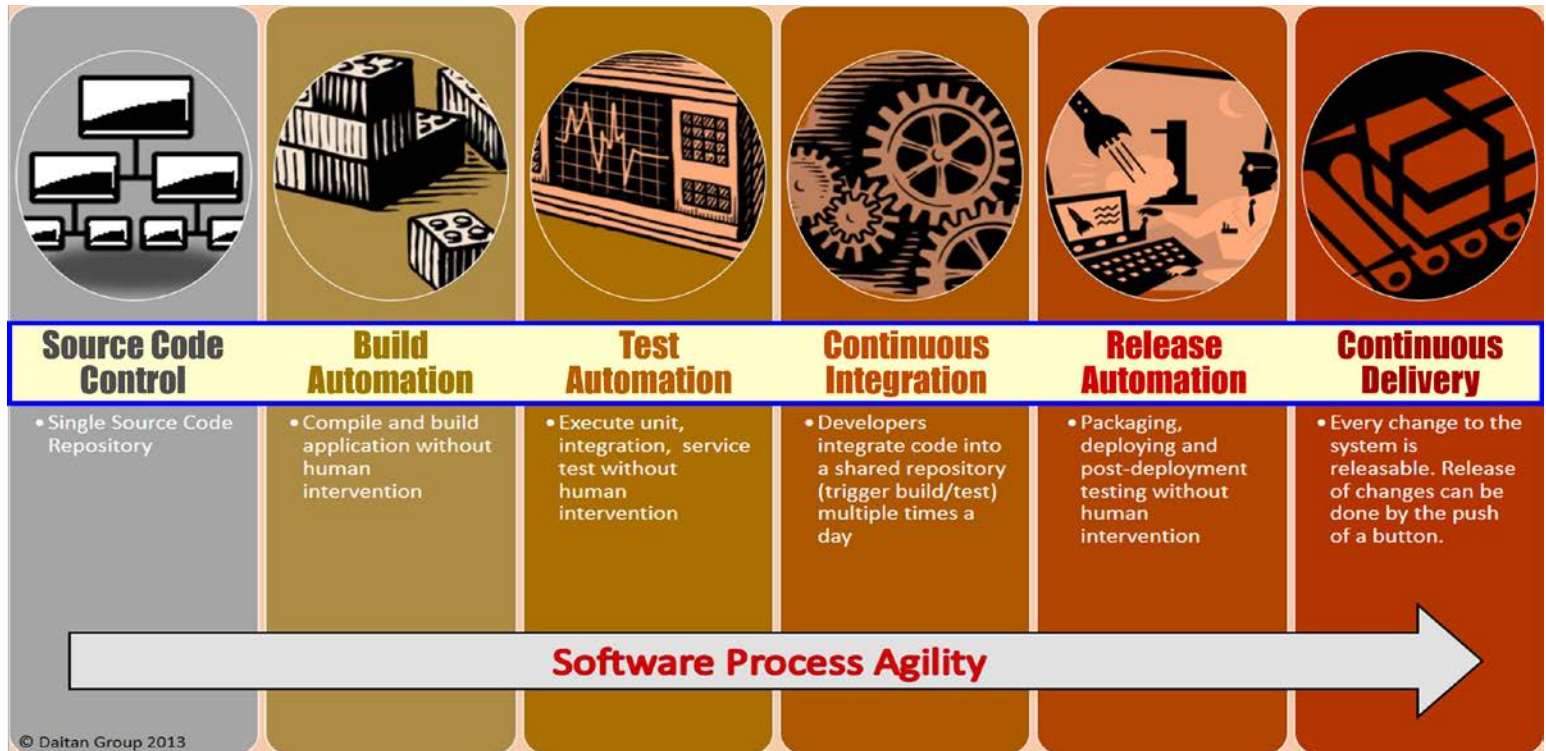 Source Code
Control
Build
Automation
Test
Automation
Continuous
Integration
Release
Automation
Continuous
Delivery
• Single Source Code
Repository
• Compile and build
application without
human
intervention
• Execute unit,
integration, service
test without
human
intervention
• Developers
integrate code into
a shared repository
(trigger build/test)
multiple times a
day
• Packaging,
deploying and
post-deployment
testing without
human
intervention
• Every change to the
system is
releasable. Release
of changes can be
done by the push
of a button.
Software Process Agility
© Daitan Group 2013
1